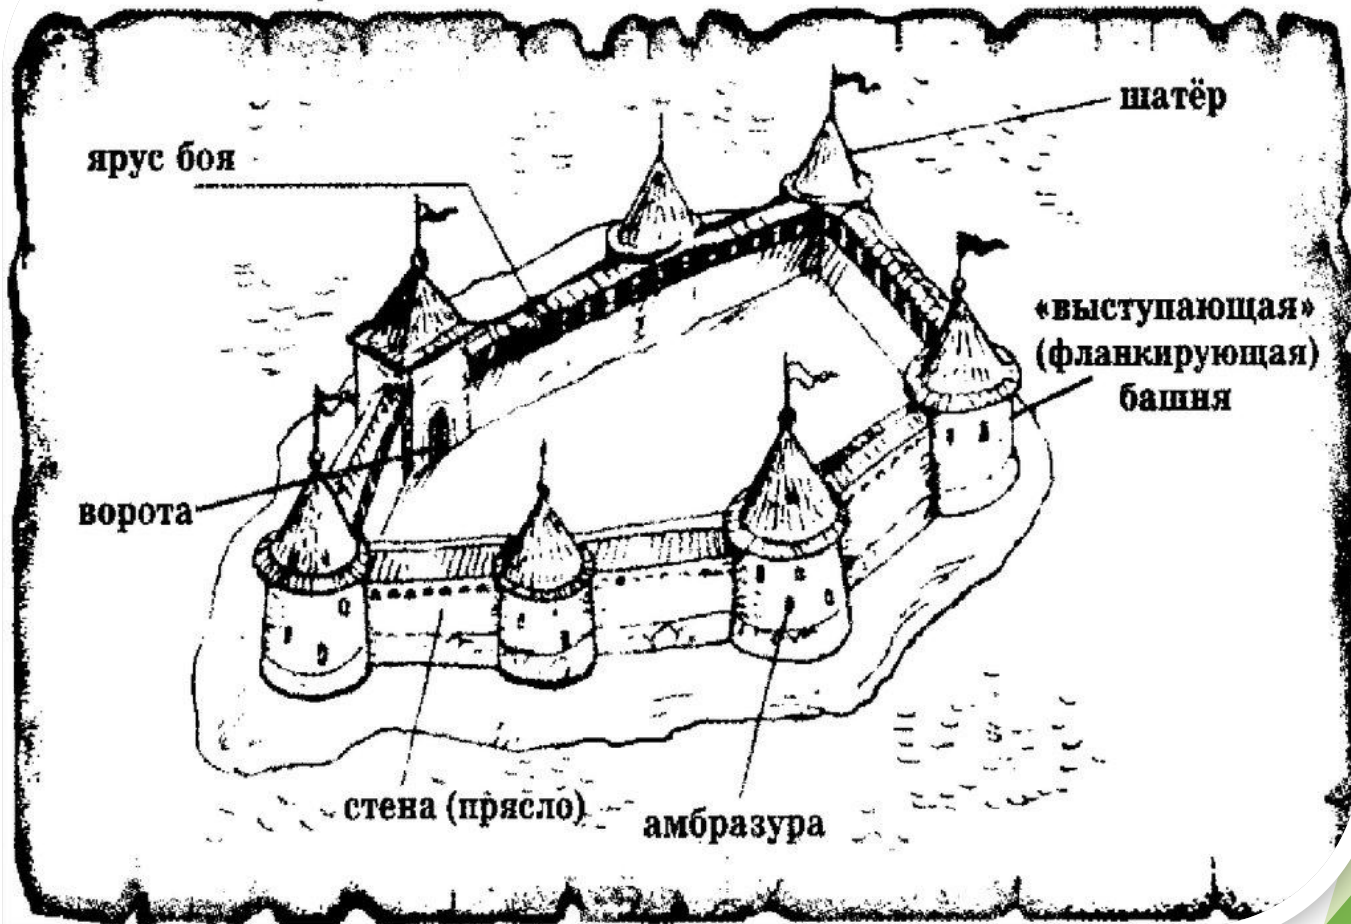 шатёр
ярус боя
«выступающая»
(фланкирующая)
башня
ворота
стена (прясло)
амбразура